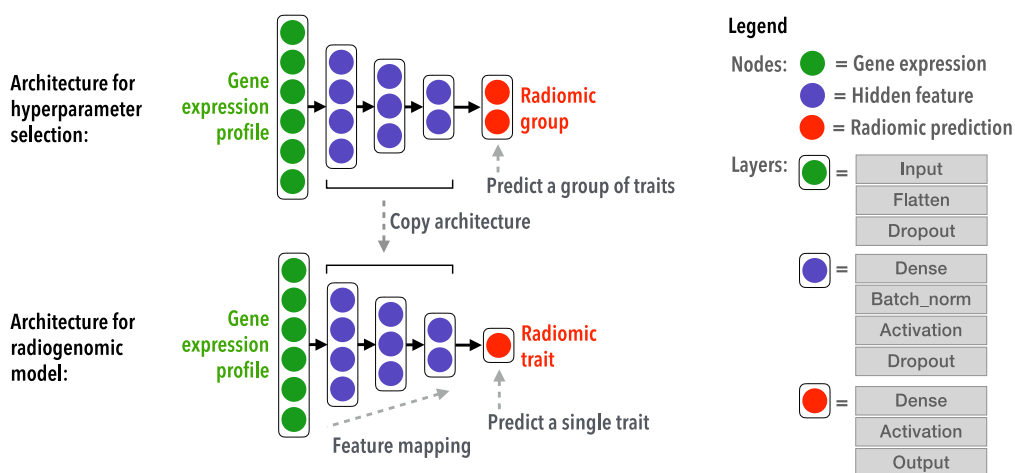 Architecture for
hyperparameter
selection:
Gene
expression
profile
Radiomic
group
Predict a group of traits
Copy architecture
Architecture for
radiogenomic
model:
Gene
expression
profile
Radiomic
trait
Predict a single trait
Feature mapping
Legend
Nodes:
= Gene expression
= Hidden feature
= Radiomic prediction
Layers:
=
Input
Flatten
Dropout
=
Dense
Batch_norm
Activation
Dropout
=
Dense
Activation
Output